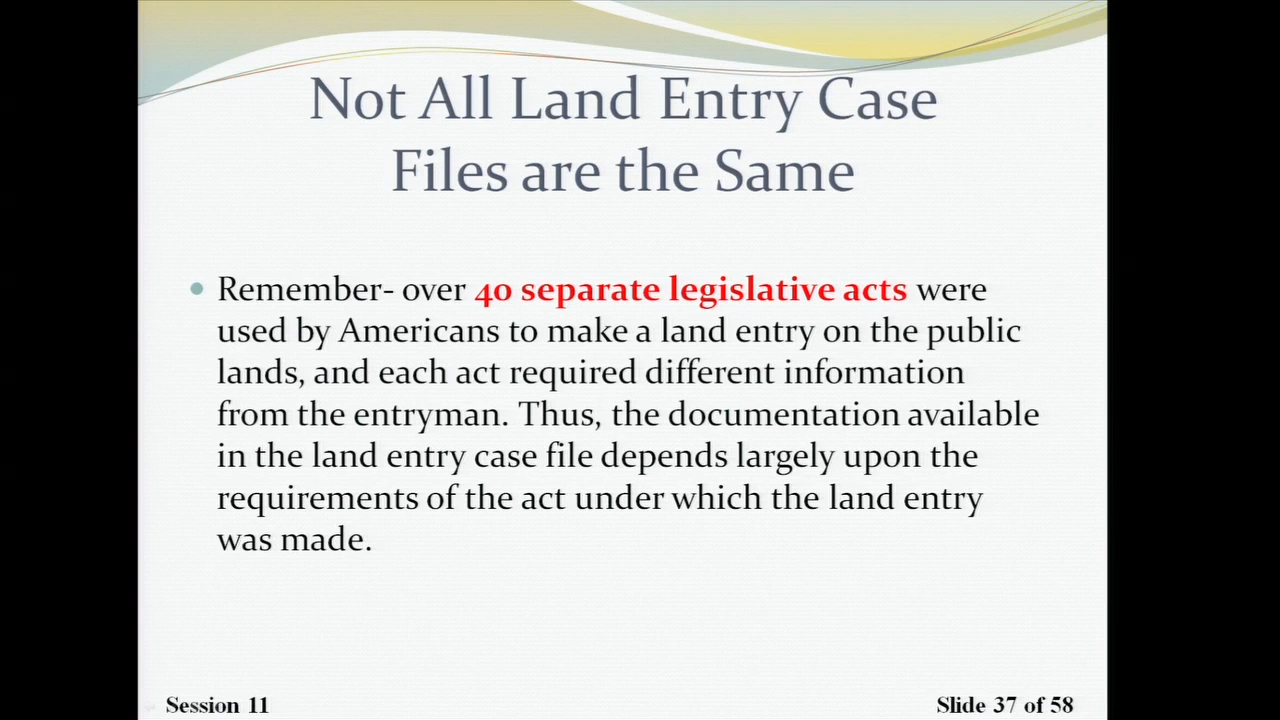 Not All Land Entry Case
Files are the Same
• Remember- over 40 separate legislative acts were
used by Americans to make a land entry on the public
lands, and each act required different information
from the entryman. Thus, the documentation available
in the land entry case file depends largely upon the
requirements of the act under which the land entry
was made.
Session 11
Slide 37 of 58